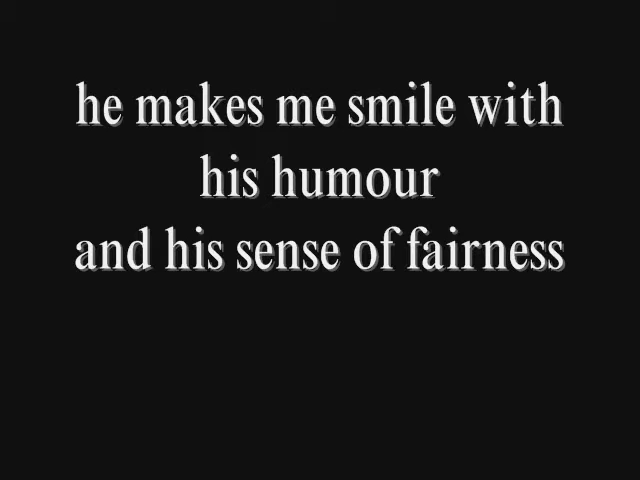 he makes me smile with
his humour
and his sense of fairness